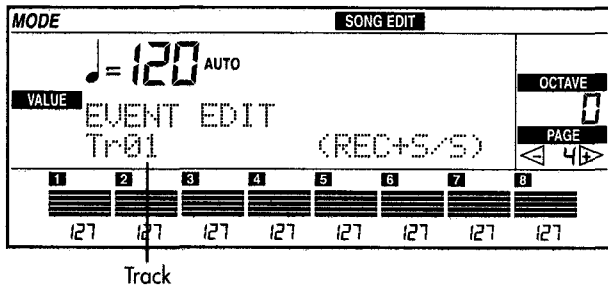 MODE SONG EDIT
♩= 120 AUTO
OCTAVE
VALUE
0
EVENT EDIT
PAGE
Tr01 (REC+S/S)
- 4 +
1 2 3 4 5 6 7 8
127 127 127 127 127 127 127 127
Track